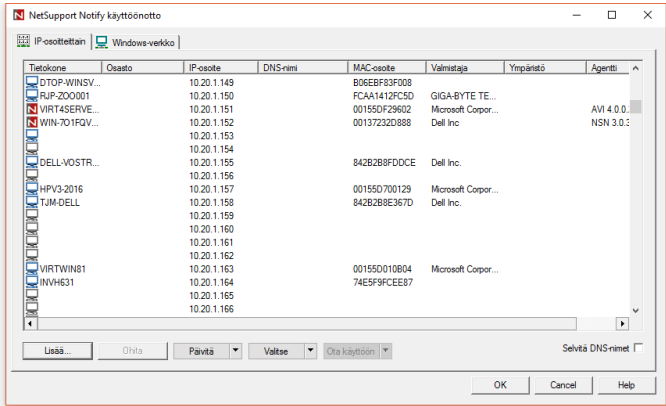 NetSupport Notify käyttöönotto
IP-osoitteittain Windows-verkko
Tietokone Osasto IP-osoite DNS-nimi MAC-osoite Valmistaja Ympäristö Agentti
DTOP-WINSV... 10.20.1.149 B06EBF83F008
RJP-ZOO001 10.20.1.150 FCAA1412FC5D GIGA-BYTE TE...
VIRT4SERVE... 10.20.1.151 00155DF29602 Microsoft Corpor... AVI 4.0.0.
WIN-7O1FQV... 10.20.1.152 00137232D888 Dell Inc NSN 3.0.3
10.20.1.153
10.20.1.154
DELL-VOSTR... 10.20.1.155 842B2B8FDDCE Dell Inc.
10.20.1.156
HPV3-2016 10.20.1.157 00155D700129 Microsoft Corpor...
TJM-DELL 10.20.1.158 842B2B8E367D Dell Inc.
10.20.1.159
10.20.1.160
10.20.1.161
10.20.1.162
VIRTWIN81 10.20.1.163 00155D010B04 Microsoft Corpor...
INVH631 10.20.1.164 74E5F9FCEE87
10.20.1.165
10.20.1.166
Lisää... Ohita Päivitä Valitse Ota käyttöön Selvitä DNS-nimet
OK Cancel Help